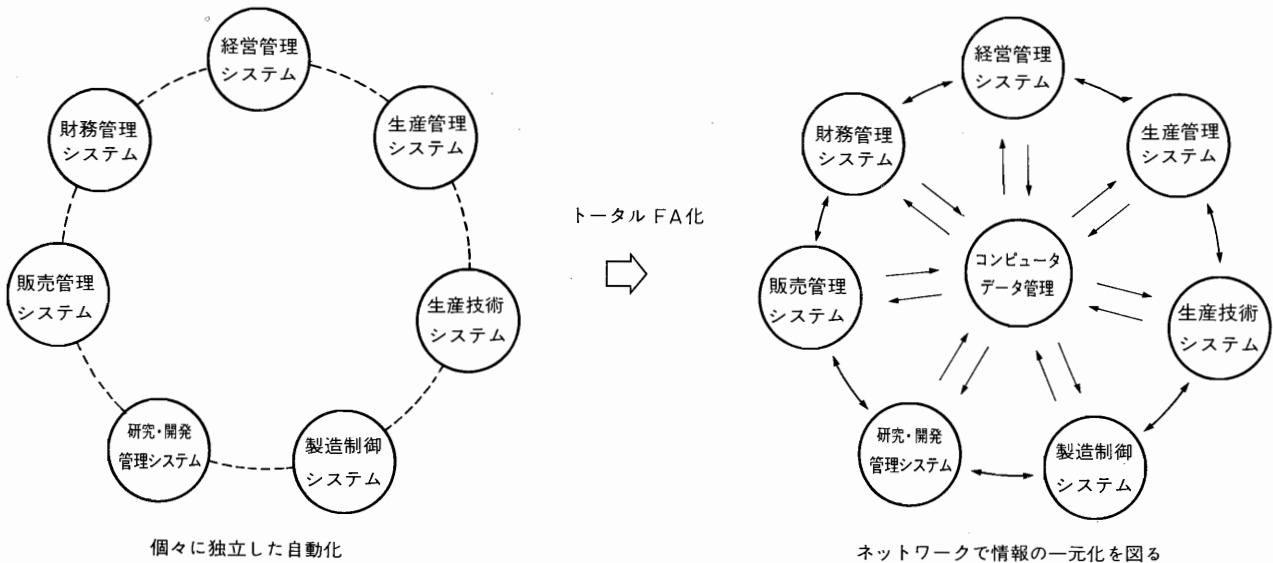 経営管理
システム
財務管理
システム
生産管理
システム
販売管理
システム
生産技術
システム
研究・開発
管理システム
製造制御
システム
個々に独立した自動化
トータルFA化
経営管理
システム
財務管理
システム
生産管理
システム
コンピュータ
データ管理
販売管理
システム
生産技術
システム
研究・開発
管理システム
製造制御
システム
ネットワークで情報の一元化を図る